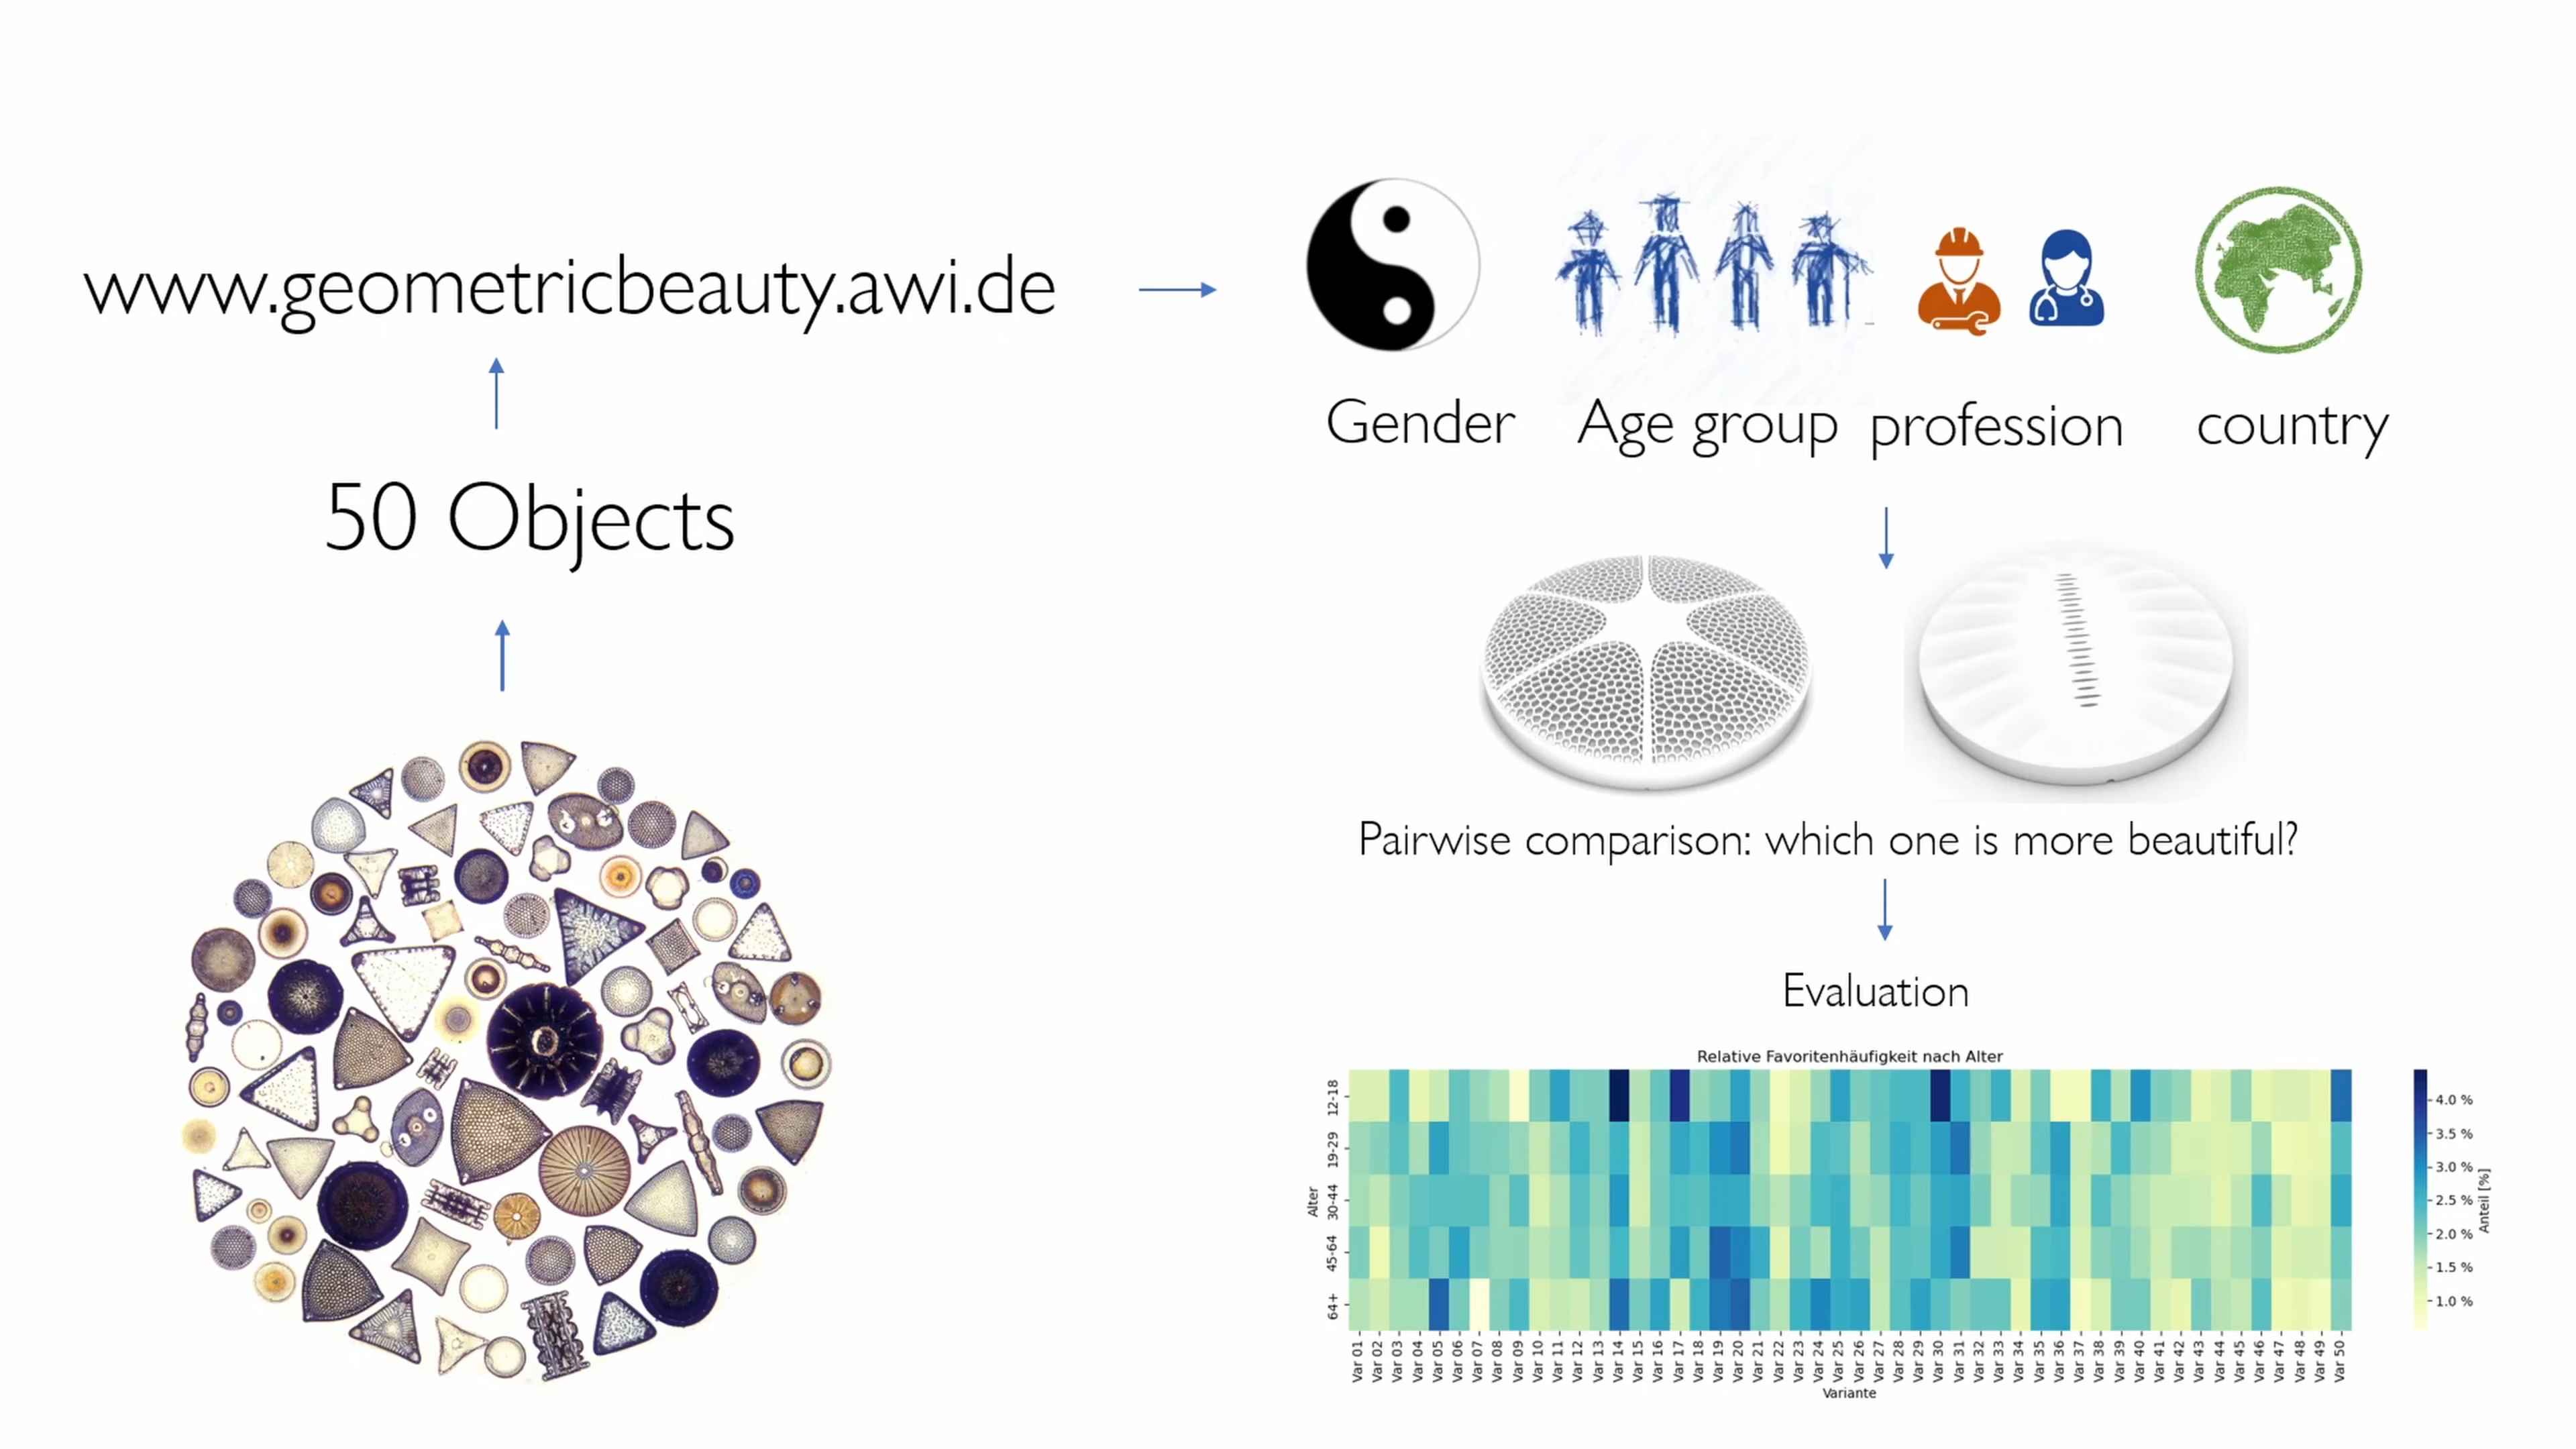 www.geometricbeauty.awi.de
50 Objects
Gender
Age group
profession
country
Pairwise comparison: which one is more beautiful?
Evaluation
Relative Favoritenhäufigkeit nach Alter
Alter
12-18
19-29
30-44
45-64
64+
Var 01
Var 02
Var 03
Var 04
Var 05
Var 06
Var 07
Var 08
Var 09
Var 10
Var 11
Var 12
Var 13
Var 14
Var 15
Var 16
Var 17
Var 18
Var 19
Var 20
Var 21
Var 22
Var 23
Var 24
Var 25
Var 26
Var 27
Var 28
Var 29
Var 30
Var 31
Var 32
Var 33
Var 34
Var 35
Var 36
Var 37
Var 38
Var 39
Var 40
Var 41
Var 42
Var 43
Var 44
Var 45
Var 46
Var 47
Var 48
Var 49
Var 50
Variante
4.0 %
3.5 %
3.0 %
2.5 %
2.0 %
1.5 %
1.0 %
Anteil [%]